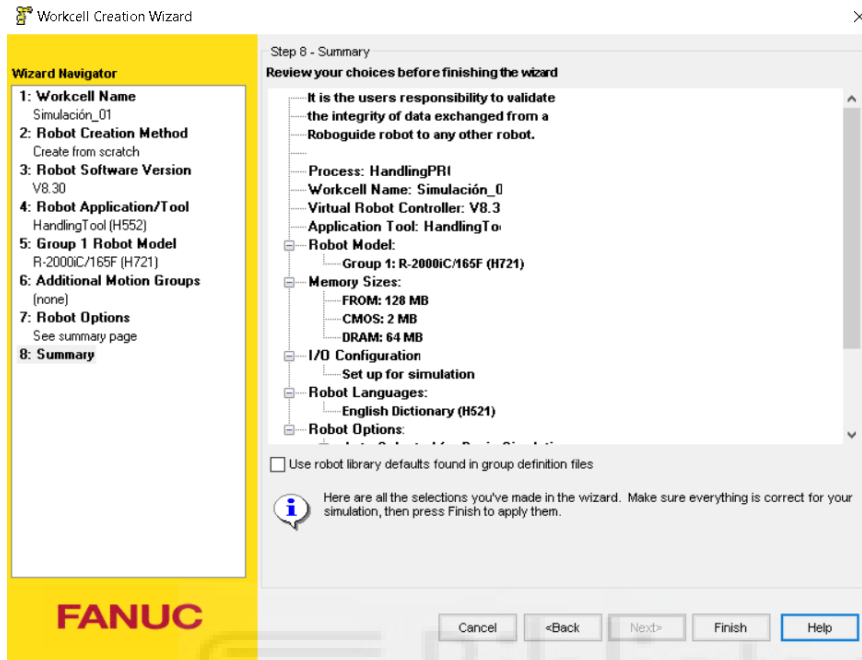 Workcell Creation Wizard
Wizard Navigator
1: Workcell Name
Simulación_01
2: Robot Creation Method
Create from scratch
3: Robot Software Version
V8.30
4: Robot Application/Tool
HandlingTool (H552)
5: Group 1 Robot Model
R-2000iC/165F (H721)
6: Additional Motion Groups
(none)
7: Robot Options
See summary page
8: Summary
FANUC
Step 8 - Summary
Review your choices before finishing the wizard
It is the users responsibility to validate
the integrity of data exchanged from a
Roboguide robot to any other robot.
Process: HandlingPRI
Workcell Name: Simulación_0
Virtual Robot Controller: V8.3
Application Tool: HandlingTo
Robot Model:
Group 1: R-2000iC/165F (H721)
Memory Sizes:
FROM: 128 MB
CMOS: 2 MB
DRAM: 64 MB
I/O Configuration
Set up for simulation
Robot Languages:
English Dictionary (H521)
Robot Options:
Use robot library defaults found in group definition files
Here are all the selections you've made in the wizard. Make sure everything is correct for your
simulation, then press Finish to apply them.
Cancel
<Back
Next>
Finish
Help